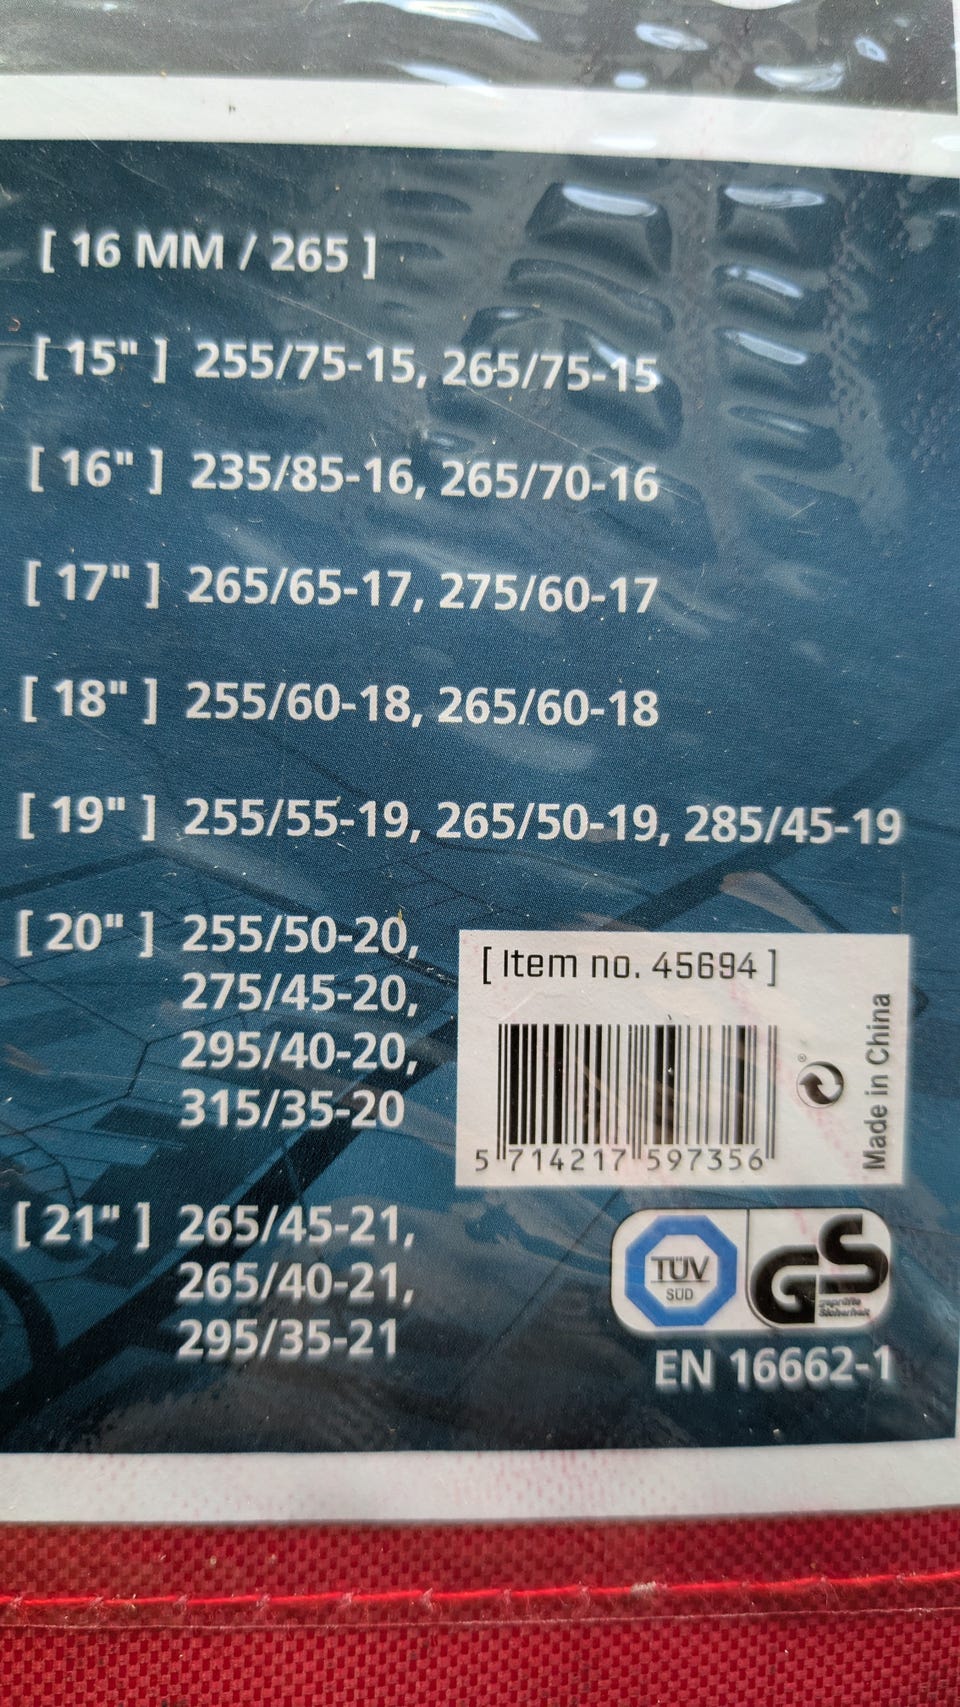 [ 16 MM / 265 ]
[ 15" ] 255/75-15, 265/75-15
[ 16" ] 235/85-16, 265/70-16
[ 17" ] 265/65-17, 275/60-17
[ 18" ] 255/60-18, 265/60-18
[ 19" ] 255/55-19, 265/50-19, 285/45-19
[ 20" ] 255/50-20,
275/45-20,
295/40-20,
315/35-20
[ Item no. 45694 ]
5 714217 597356
Made in China
[ 21" ] 265/45-21,
265/40-21,
295/35-21
TÜV
SÜD
GS
geprüfte
Sicherheit
EN 16662-1